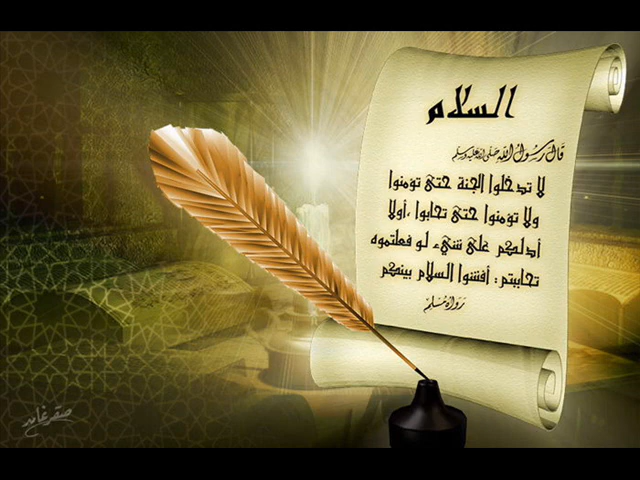 السلام
قال رسول الله صلى الله عليه وسلم
لا تدخلوا الجنة حتى تؤمنوا
ولا تؤمنوا حتى تحابوا ،أولا
أدلكم على شيء لو فعلتموه
تحاببتم: أفشوا السلام بينكم
رواه مسلم